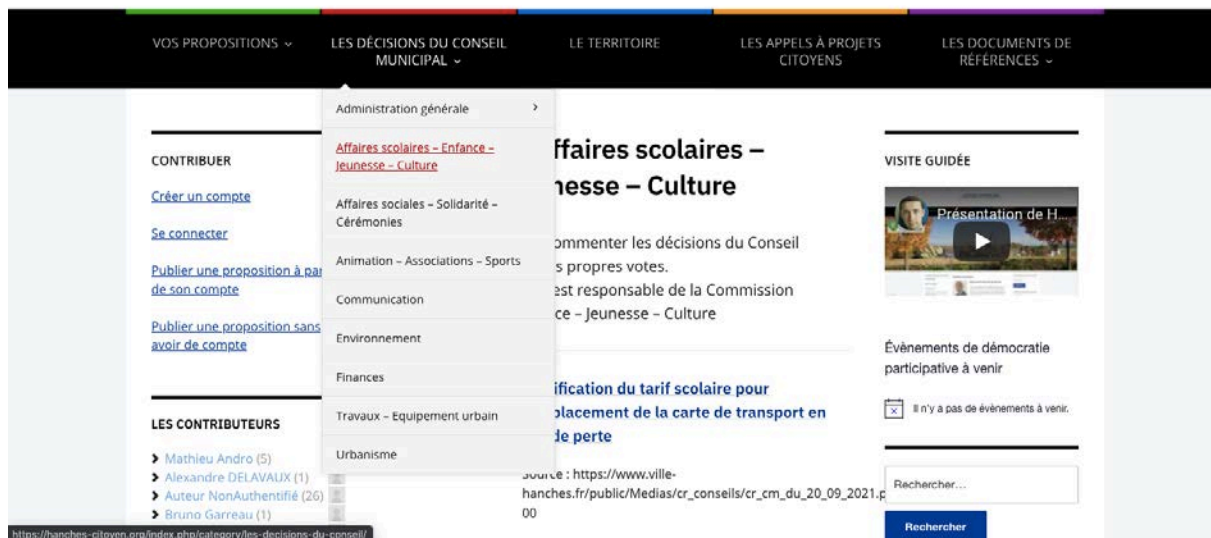 VOS PROPOSITIONS
LES DÉCISIONS DU CONSEIL
MUNICIPAL
LE TERRITOIRE
LES APPELS À PROJETS
CITOYENS
LES DOCUMENTS DE
RÉFÉRENCES
CONTRIBUER
Créer un compte
Se connecter
Publier une proposition à par
de son compte
Publier une proposition sans
avoir de compte
LES CONTRIBUTEURS
Mathieu Andro (5)
Alexandre DELAVAUX (1)
Auteur NonAuthentifié (26)
Bruno Garreau (1)
https://hanches-citoyen.org/index.php/category/les-decisions-du-conseil/
Administration générale
Affaires scolaires – Enfance –
Jeunesse – Culture
Affaires sociales – Solidarité –
Cérémonies
Animation – Associations – Sports
Communication
Environnement
Finances
Travaux – Equipement urbain
Urbanisme
ffaires scolaires –
nesse – Culture
ommenter les décisions du Conseil
s propres votes.
est responsable de la Commission
ce – Jeunesse – Culture
ification du tarif scolaire pour
placement de la carte de transport en
de perte
Source : https://www.ville-
hanches.fr/public/Medias/cr_conseils/cr_cm_du_20_09_2021.p
00
VISITE GUIDÉE
Présentation de H...
Évènements de démocratie
participative à venir
Il n'y a pas de évènements à venir.
Rechercher...
Rechercher